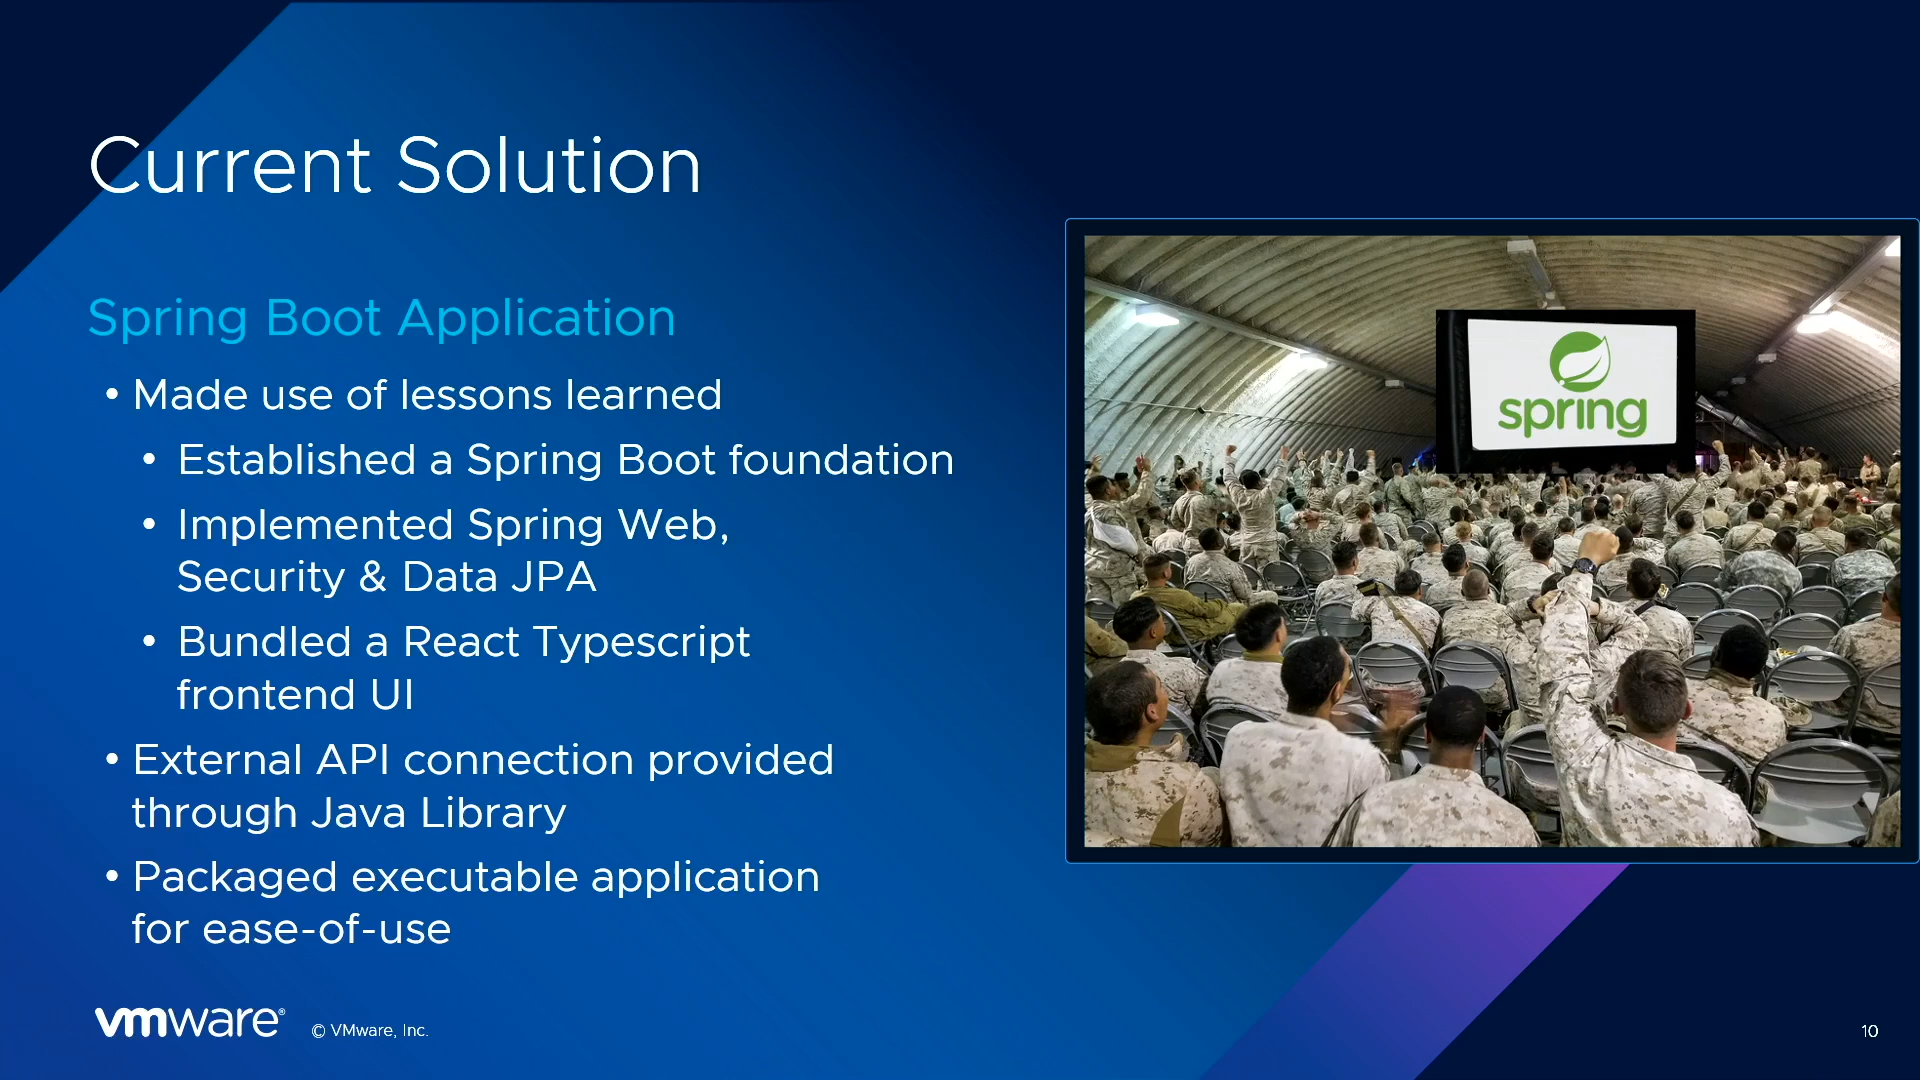 Current Solution
Spring Boot Application
• Made use of lessons learned
• Established a Spring Boot foundation
• Implemented Spring Web,
Security & Data JPA
• Bundled a React Typescript
frontend UI
• External API connection provided
through Java Library
• Packaged executable application
for ease-of-use
spring
vmware®
© VMware, Inc.
10